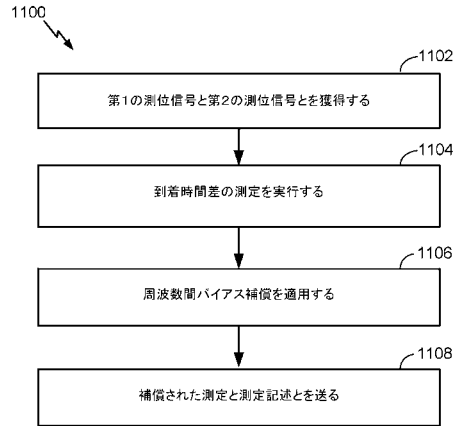 1100
1102
第1の測位信号と第2の測位信号とを獲得する
1104
到着時間差の測定を実行する
1106
周波数間バイアス補償を適用する
1108
補償された測定と測定記述とを送る